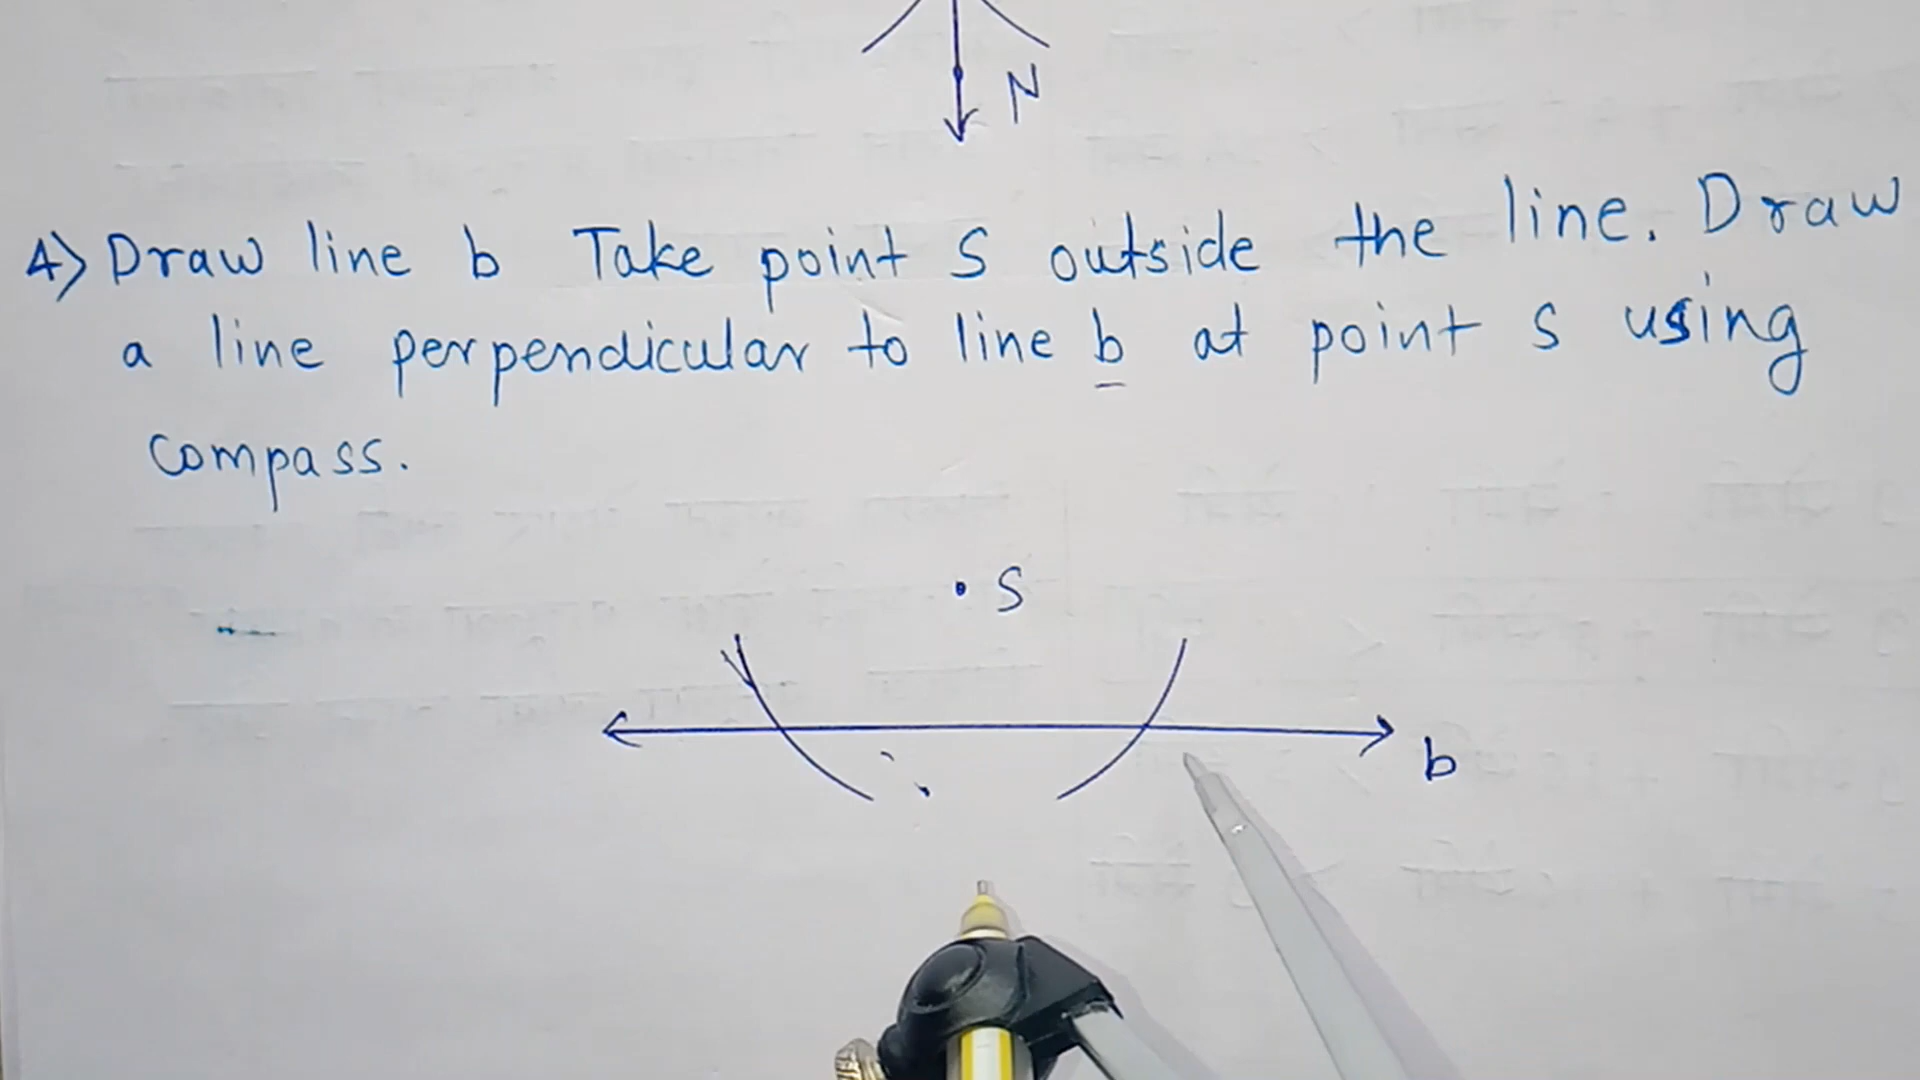 N
4) Draw line b Take point S outside the line. Draw
a line perpendicular to line b at point S using
compass.
S
b